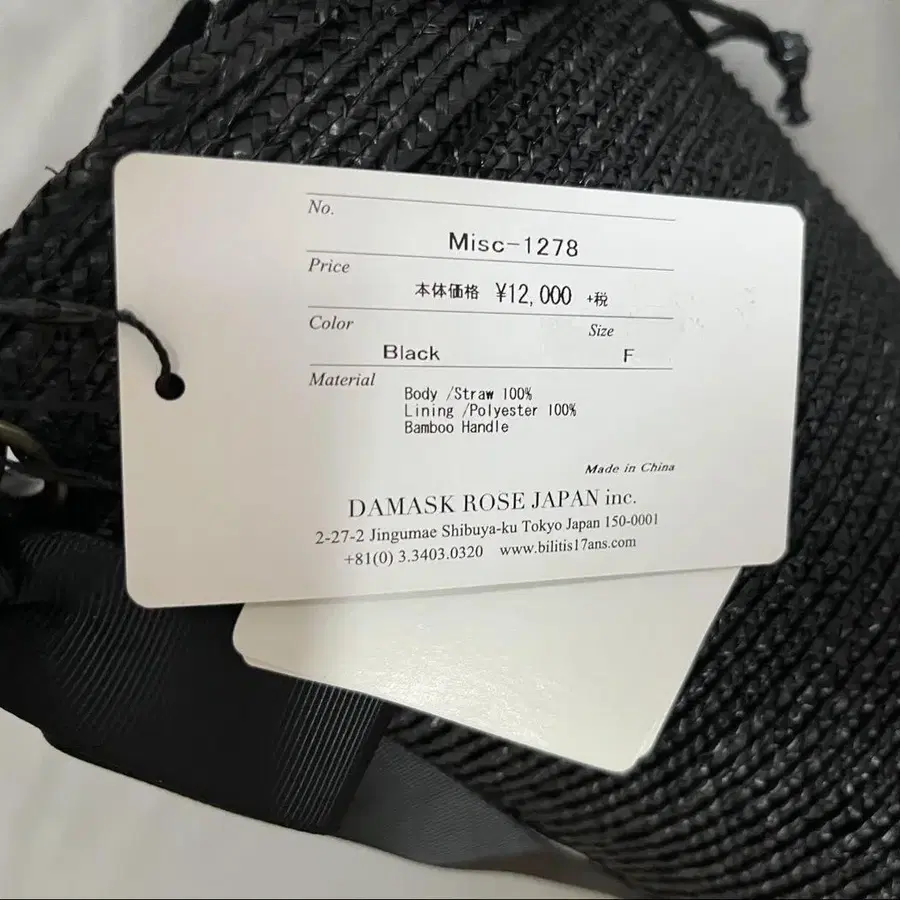 No.
Misc-1278
Price
本体価格 ¥12,000 +税
Color Size
Black F
Material
Body /Straw 100%
Lining /Polyester 100%
Bamboo Handle
Made in China
DAMASK ROSE JAPAN inc.
2-27-2 Jingumae Shibuya-ku Tokyo Japan 150-0001
+81(0) 3.3403.0320 www.bilitis17ans.com